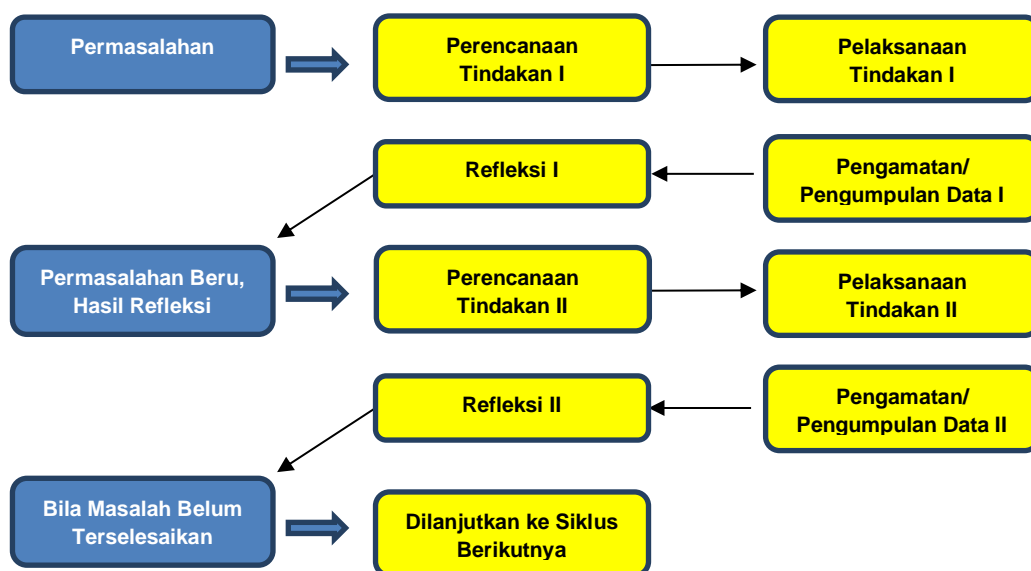 Permasalahan
Perencanaan
Tindakan I
Pelaksanaan
Tindakan I
Refleksi I
Pengamatan/
Pengumpulan Data I
Permasalahan Beru,
Hasil Refleksi
Perencanaan
Tindakan II
Pelaksanaan
Tindakan II
Refleksi II
Pengamatan/
Pengumpulan Data II
Bila Masalah Belum
Terselesaikan
Dilanjutkan ke Siklus
Berikutnya